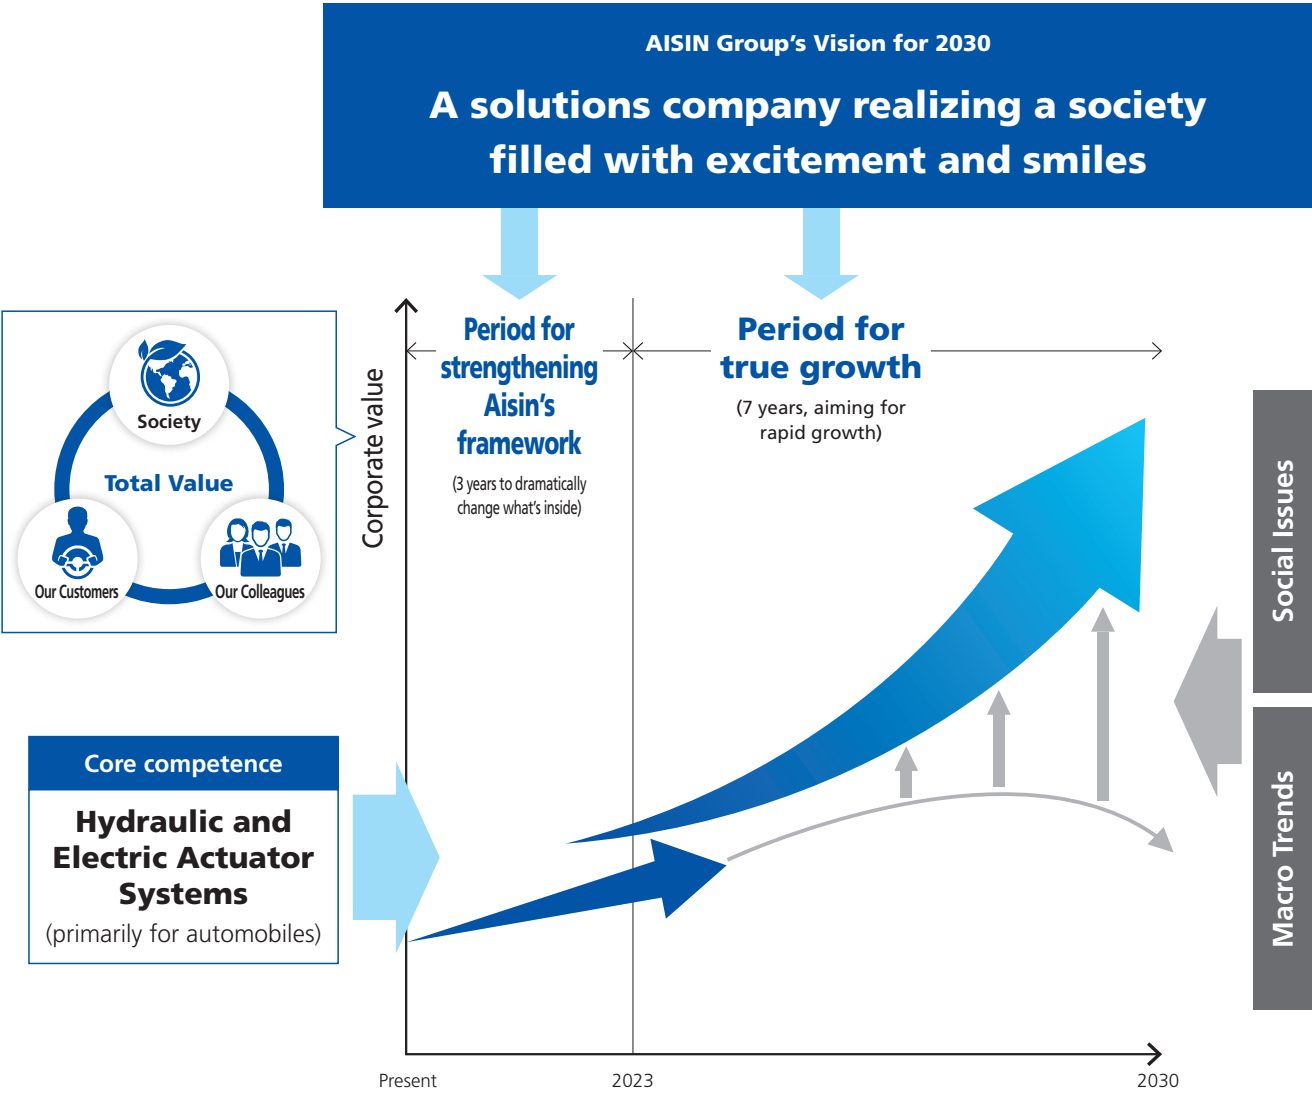 AISIN Group’s Vision for 2030
A solutions company realizing a society
filled with excitement and smiles
Society
Total Value
Our Customers
Our Colleagues
Corporate value
Period for
strengthening
Aisin’s
framework
(3 years to dramatically
change what’s inside)
Period for
true growth
(7 years, aiming for
rapid growth)
Social Issues
Macro Trends
Core competence
Hydraulic and
Electric Actuator
Systems
(primarily for automobiles)
Present
2023
2030